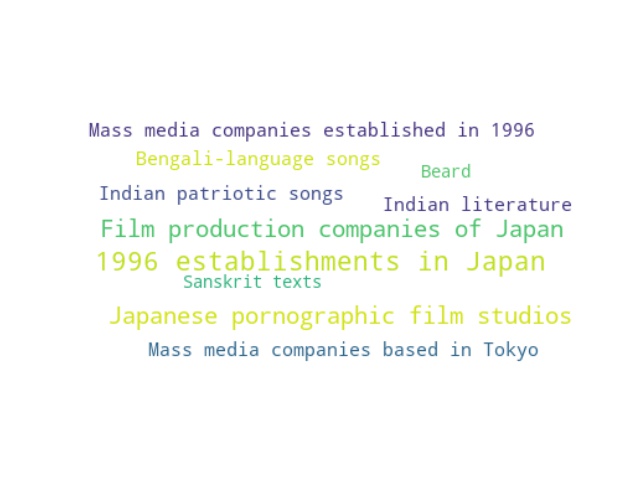 Mass media companies established in 1996
Bengali-language songs
Beard
Indian patriotic songs
Indian literature
Film production companies of Japan
1996 establishments in Japan
Sanskrit texts
Japanese pornographic film studios
Mass media companies based in Tokyo